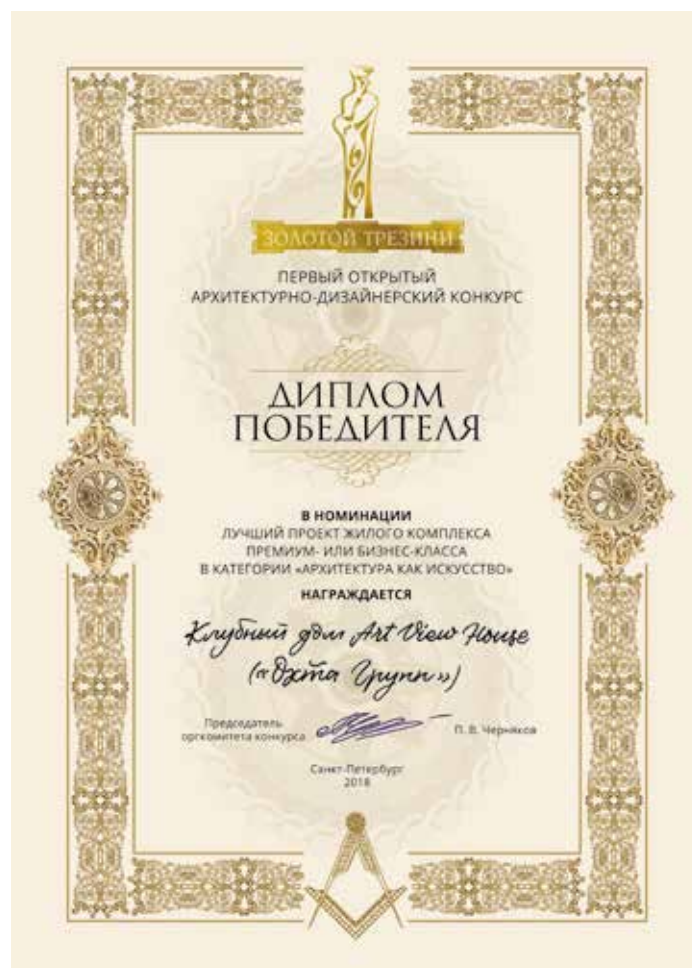 ЗОЛОТОЙ ТРЕЗИНИ
ПЕРВЫЙ ОТКРЫТЫЙ
АРХИТЕКТУРНО-ДИЗАЙНЕРСКИЙ КОНКУРС
ДИПЛОМ
ПОБЕДИТЕЛЯ
В НОМИНАЦИИ
ЛУЧШИЙ ПРОЕКТ ЖИЛОГО КОМПЛЕКСА
ПРЕМИУМ- ИЛИ БИЗНЕС-КЛАССА
В КАТЕГОРИИ «АРХИТЕКТУРА КАК ИСКУССТВО»
НАГРАЖДАЕТСЯ
Клубный дом Art View House
(«Охта Групп»)
Председатель
оргкомитета конкурса П. В. Черняков
Санкт-Петербург
2018